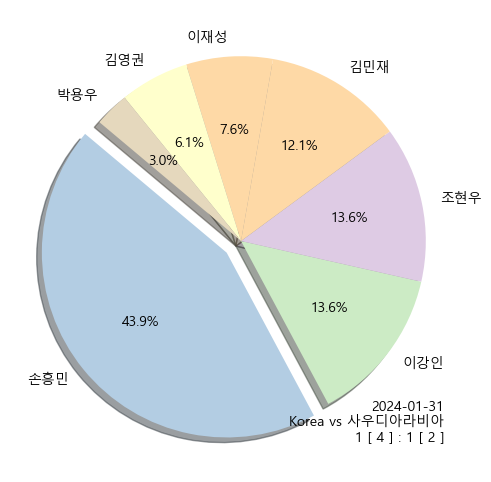 이재성
김영권
김민재
박용우
7.6%
6.1%
12.1%
3.0%
조현우
13.6%
43.9%
13.6%
손흥민
이강인
2024-01-31
Korea vs 사우디아라비아
1 [ 4 ] : 1 [ 2 ]